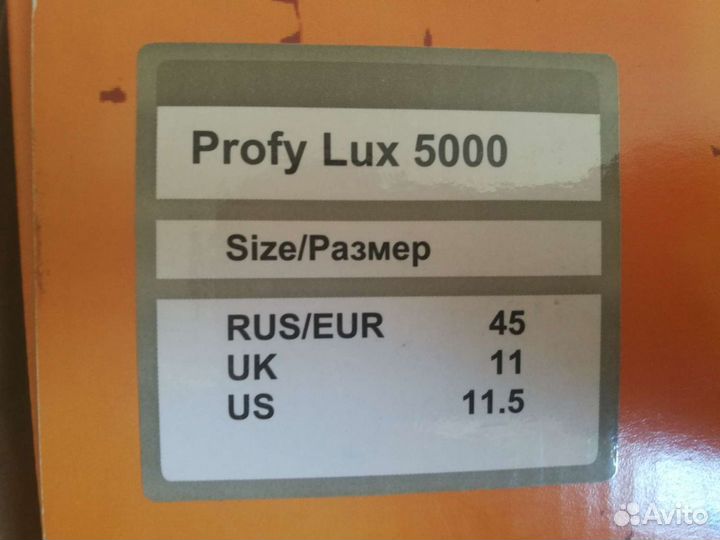 Profy Lux 5000
Size/Размер
RUS/EUR 45
UK 11
US 11.5
Avito